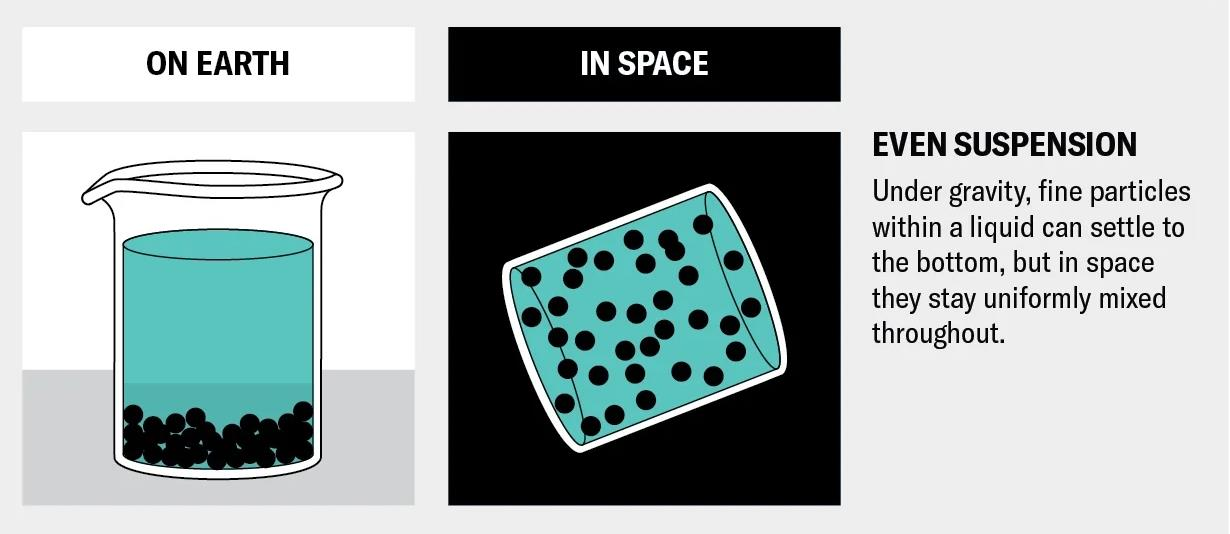 ON EARTH
IN SPACE
EVEN SUSPENSION
Under gravity, fine particles
within a liquid can settle to
the bottom, but in space
they stay uniformly mixed
throughout.